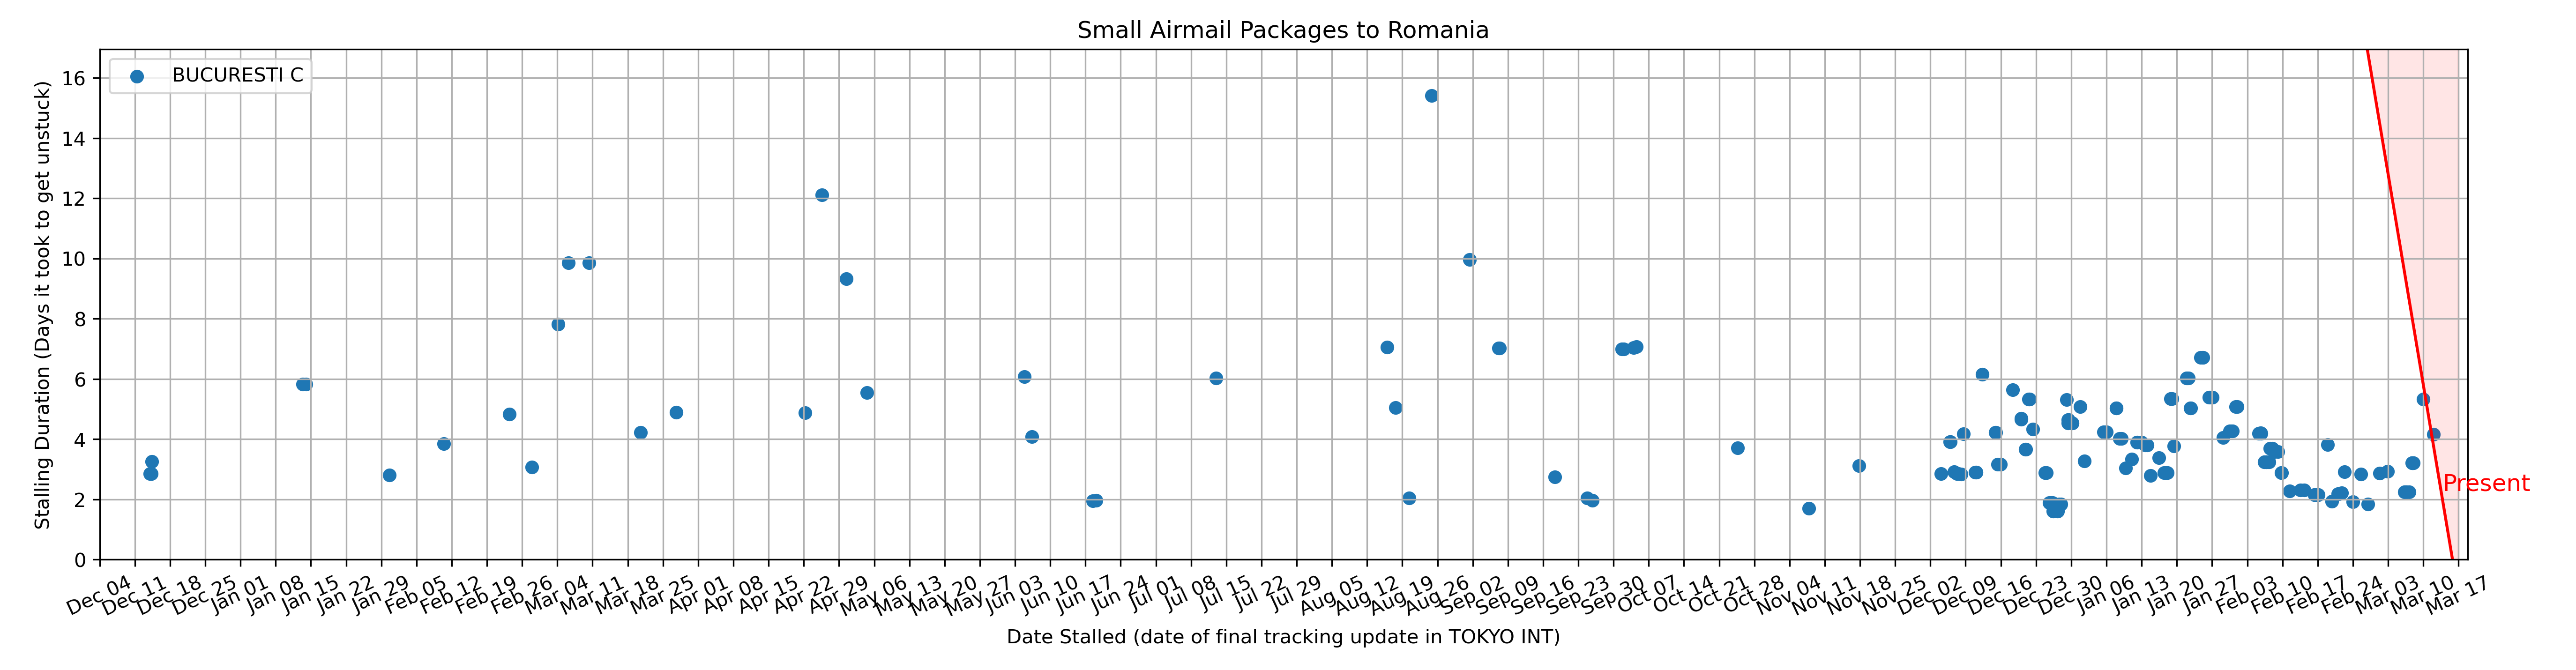 Small Airmail Packages to Romania
BUCURESTI C
Stalling Duration (Days it took to get unstuck)
16
14
12
10
8
6
4
2
0
Present
Dec 04 Dec 11 Dec 18 Dec 25 Jan 01 Jan 08 Jan 15 Jan 22 Jan 29 Feb 05 Feb 12 Feb 19 Feb 26 Mar 04 Mar 11 Mar 18 Mar 25 Apr 01 Apr 08 Apr 15 Apr 22 Apr 29 May 06 May 13 May 20 May 27 Jun 03 Jun 10 Jun 17 Jun 24 Jul 01 Jul 08 Jul 15 Jul 22 Jul 29 Aug 05 Aug 12 Aug 19 Aug 26 Sep 02 Sep 09 Sep 16 Sep 23 Sep 30 Oct 07 Oct 14 Oct 21 Oct 28 Nov 04 Nov 11 Nov 18 Nov 25 Dec 02 Dec 09 Dec 16 Dec 23 Dec 30 Jan 06 Jan 13 Jan 20 Jan 27 Feb 03 Feb 10 Feb 17 Feb 24 Mar 03 Mar 10 Mar 17
Date Stalled (date of final tracking update in TOKYO INT)